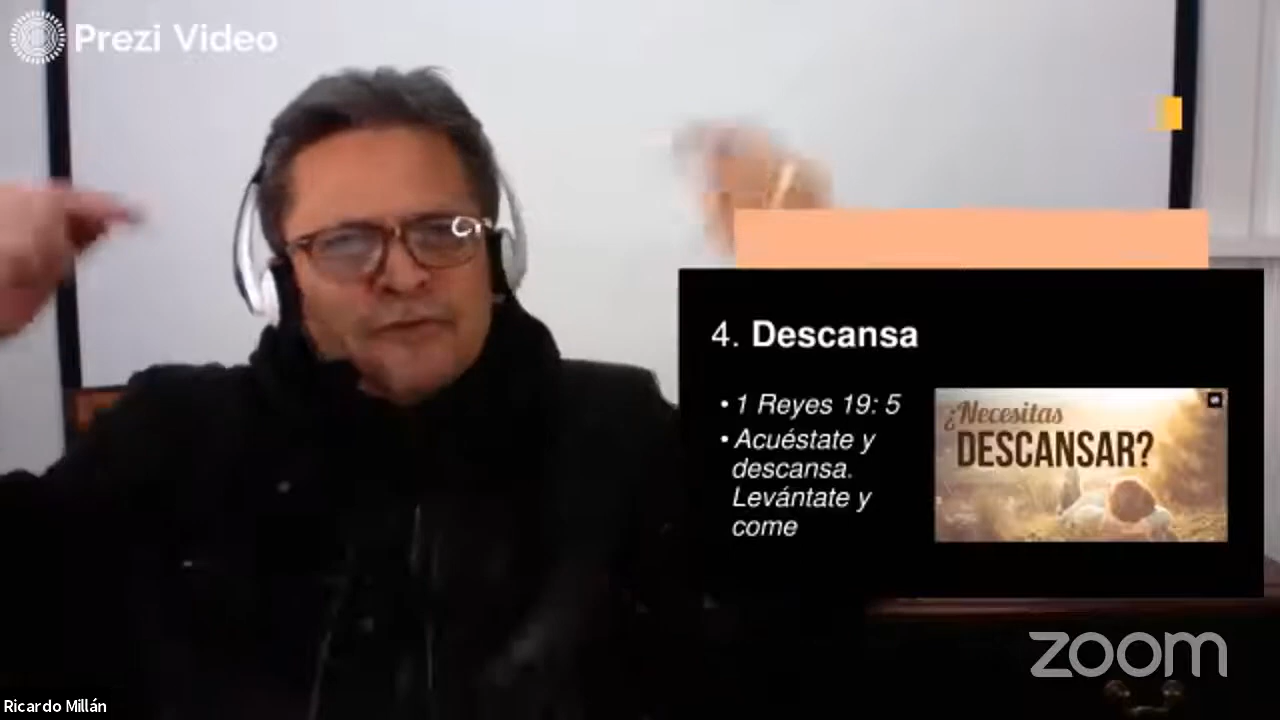 Prezi Video
4. Descansa
• 1 Reyes 19: 5
• Acuéstate y
descansa.
Levántate y
come
¿Necesitas
DESCANSAR?
zoom
Ricardo Millán